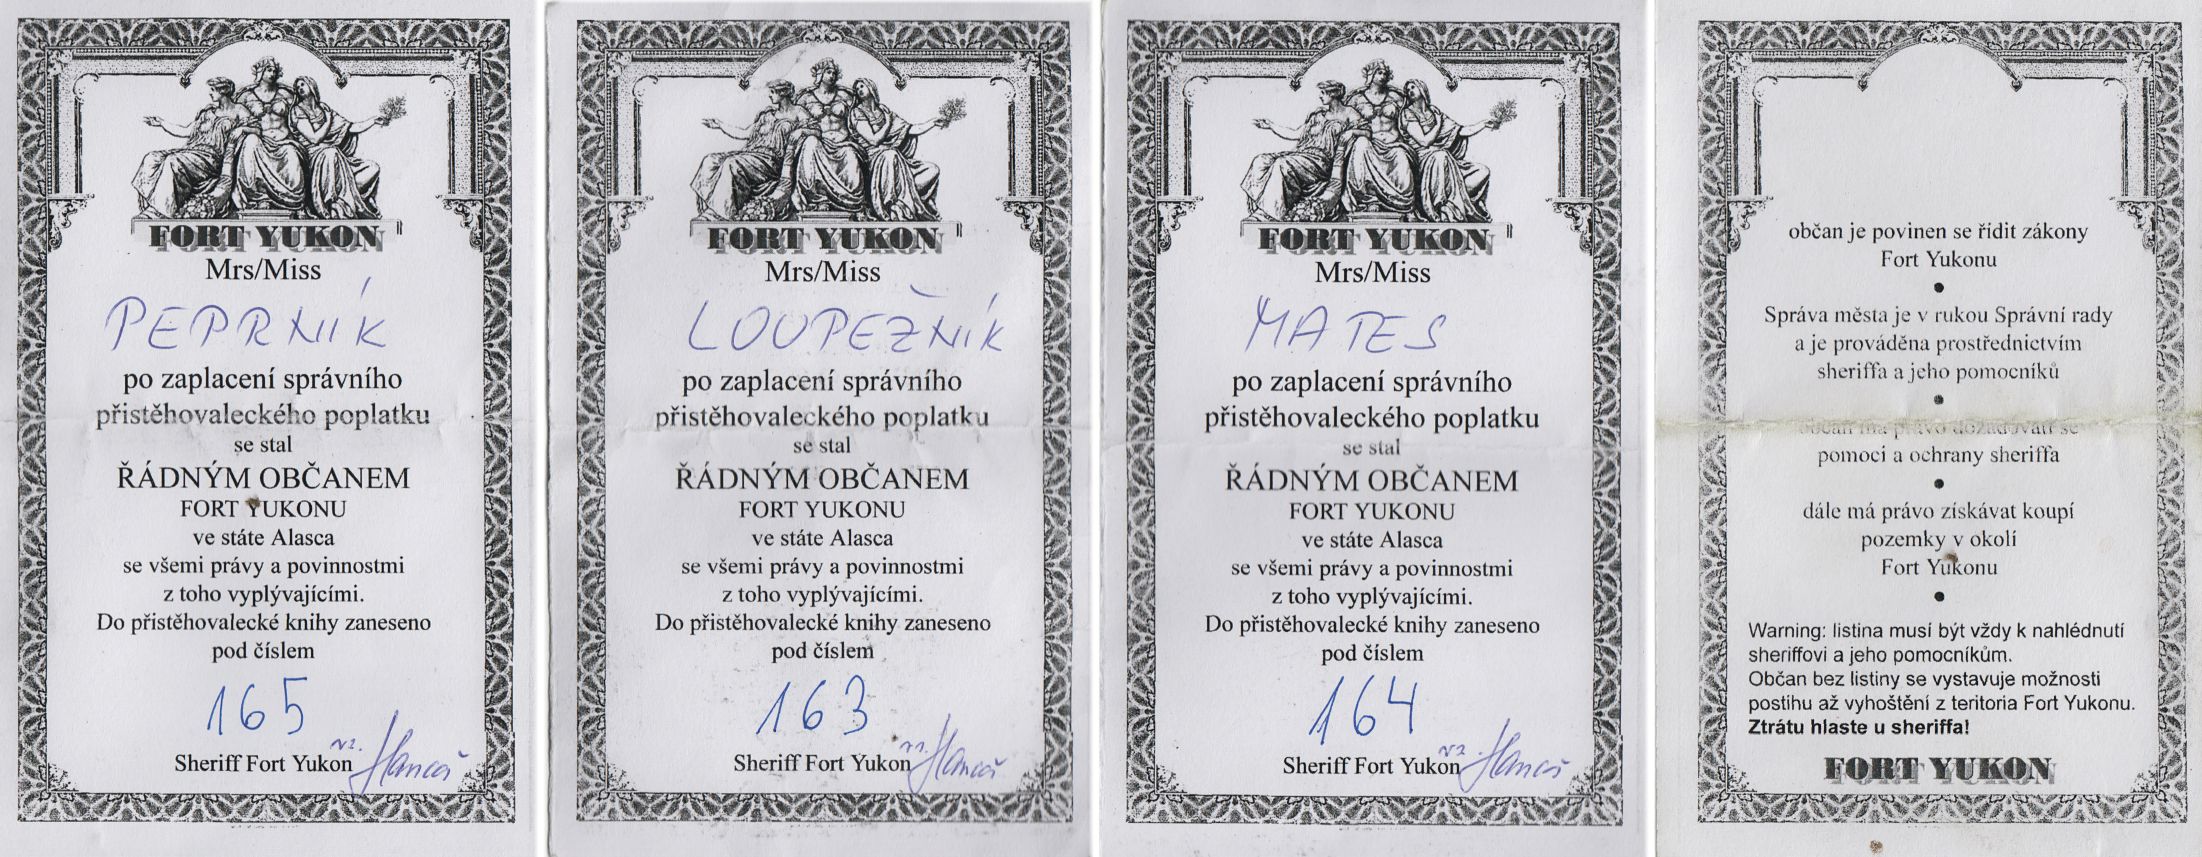 FORT YUKON
Mrs/Miss
PEPRNÍK
po zaplacení správního
přistěhovaleckého poplatku
se stal
ŘÁDNÝM OBČANEM
FORT YUKONU
ve státe Alasca
se všemi právy a povinnostmi
z toho vyplývajícími.
Do přistěhovalecké knihy zaneseno
pod číslem
165
Sheriff Fort Yukon
FORT YUKON
Mrs/Miss
LOUPEŽNÍK
po zaplacení správního
přistěhovaleckého poplatku
se stal
ŘÁDNÝM OBČANEM
FORT YUKONU
ve státe Alasca
se všemi právy a povinnostmi
z toho vyplývajícími.
Do přistěhovalecké knihy zaneseno
pod číslem
163
Sheriff Fort Yukon
FORT YUKON
Mrs/Miss
MATES
po zaplacení správního
přistěhovaleckého poplatku
se stal
ŘÁDNÝM OBČANEM
FORT YUKONU
ve státe Alasca
se všemi právy a povinnostmi
z toho vyplývajícími.
Do přistěhovalecké knihy zaneseno
pod číslem
164
Sheriff Fort Yukon
občan je povinen se řídit zákony
Fort Yukonu
•
Správa města je v rukou Správní rady
a je prováděna prostřednictvím
sheriffa a jeho pomocníků
•
občan má právo dožadovati se
pomoci a ochrany sheriffa
•
dále má právo získávat koupí
pozemky v okolí
Fort Yukonu
•
Warning: listina musí být vždy k nahlédnutí
sheriffovi a jeho pomocníkům.
Občan bez listiny se vystavuje možnosti
postihu až vyhoštění z teritoria Fort Yukonu.
Ztrátu hlaste u sheriffa!
FORT YUKON